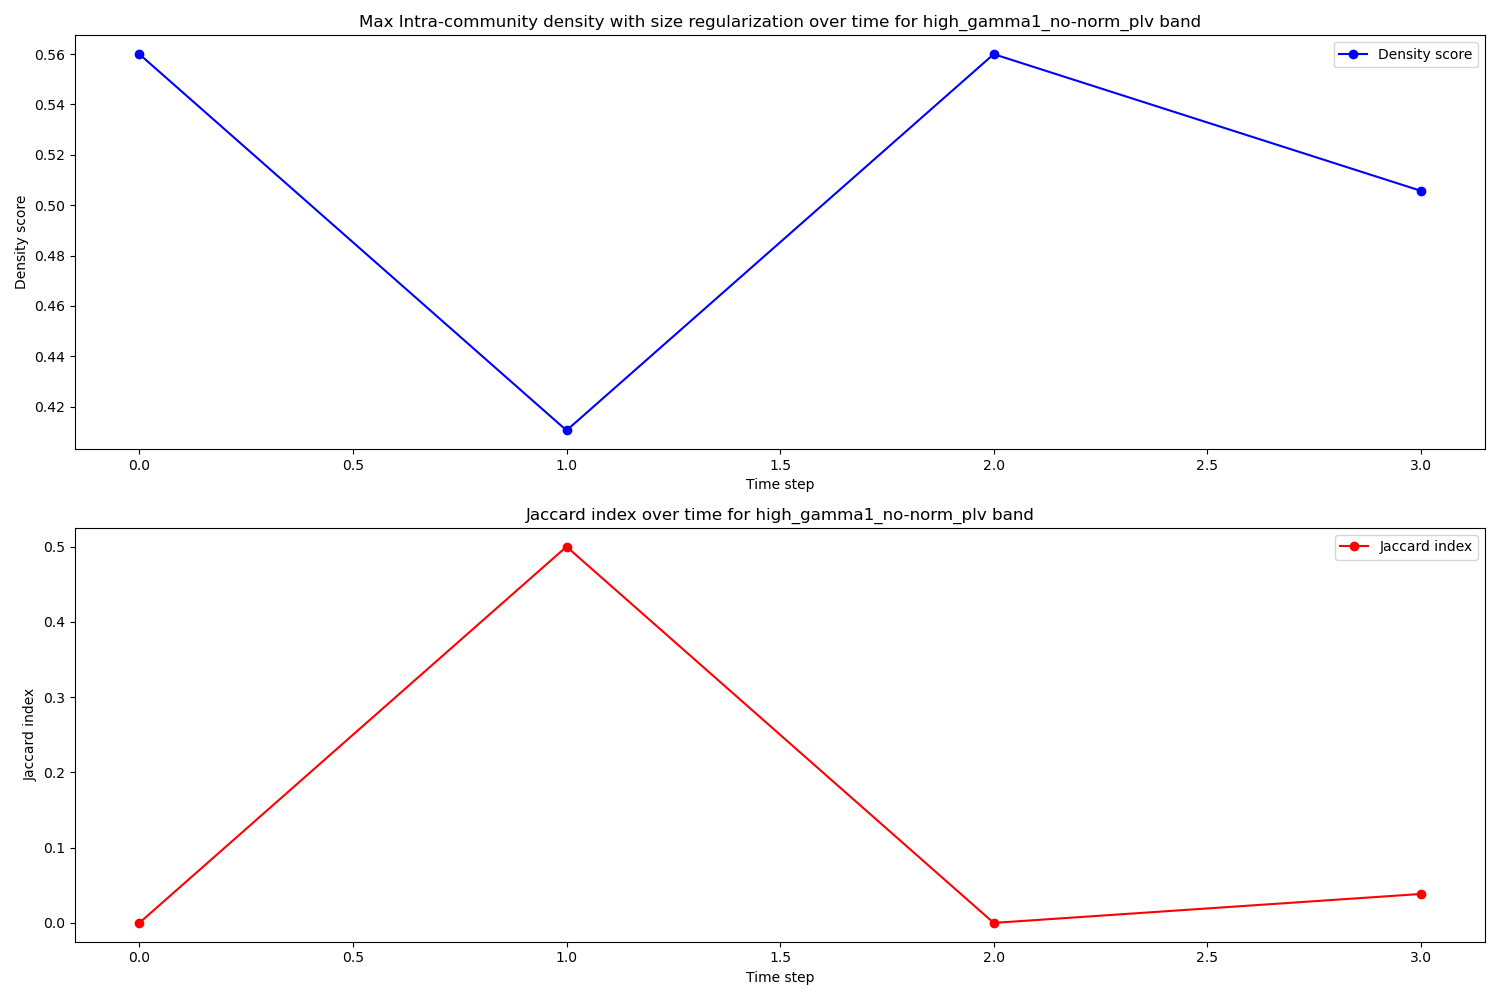 Max Intra-community density with size regularization over time for high_gamma1_no-norm_plv band
Density score
0.56
0.54
0.52
0.50
0.48
0.46
0.44
0.42
Density score
0.0 0.5 1.0 1.5 2.0 2.5 3.0
Time step
Jaccard index over time for high_gamma1_no-norm_plv band
Jaccard index
0.5
0.4
0.3
0.2
0.1
0.0
Jaccard index
0.0 0.5 1.0 1.5 2.0 2.5 3.0
Time step